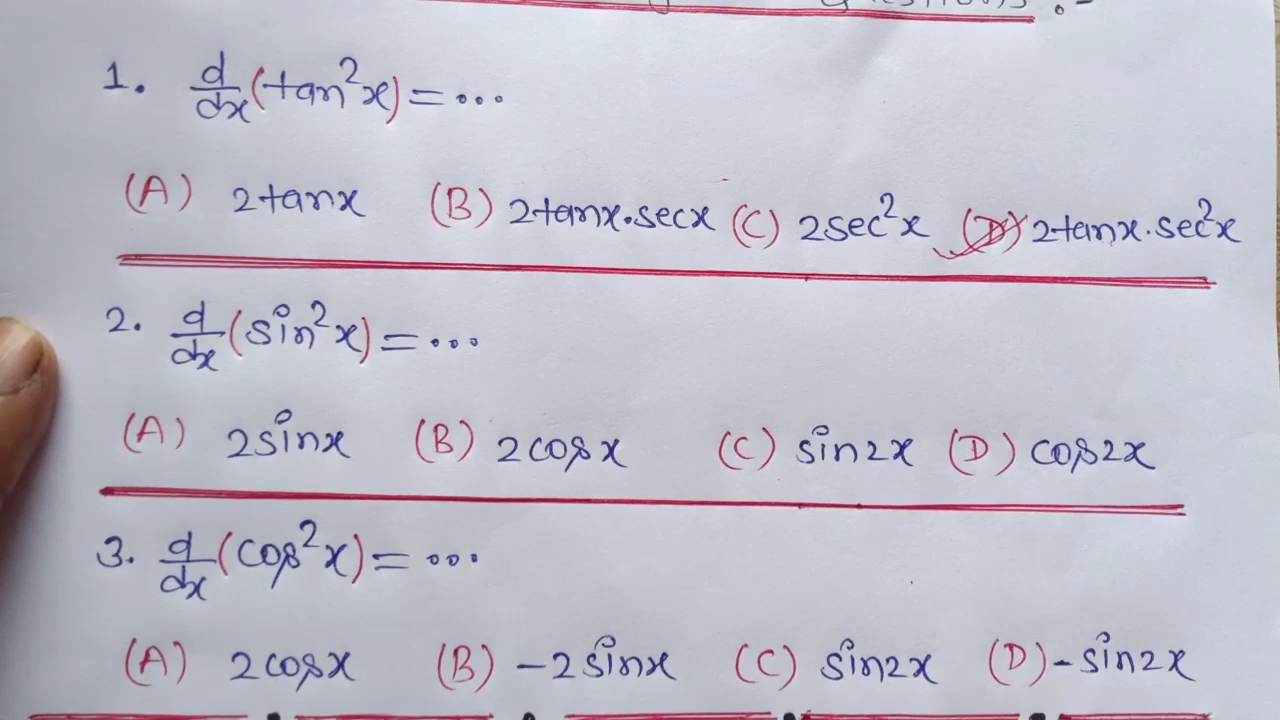 1. d/dx (tan²x) = ...
(A) 2tanx (B) 2tanx.secx (C) 2sec²x (D) 2tanx.sec²x
2. d/dx (sin²x) = ...
(A) 2sinx (B) 2cosx (C) sin2x (D) cos2x
3. d/dx (cos²x) = ...
(A) 2cosx (B) -2sinx (C) sin2x (D) -sin2x